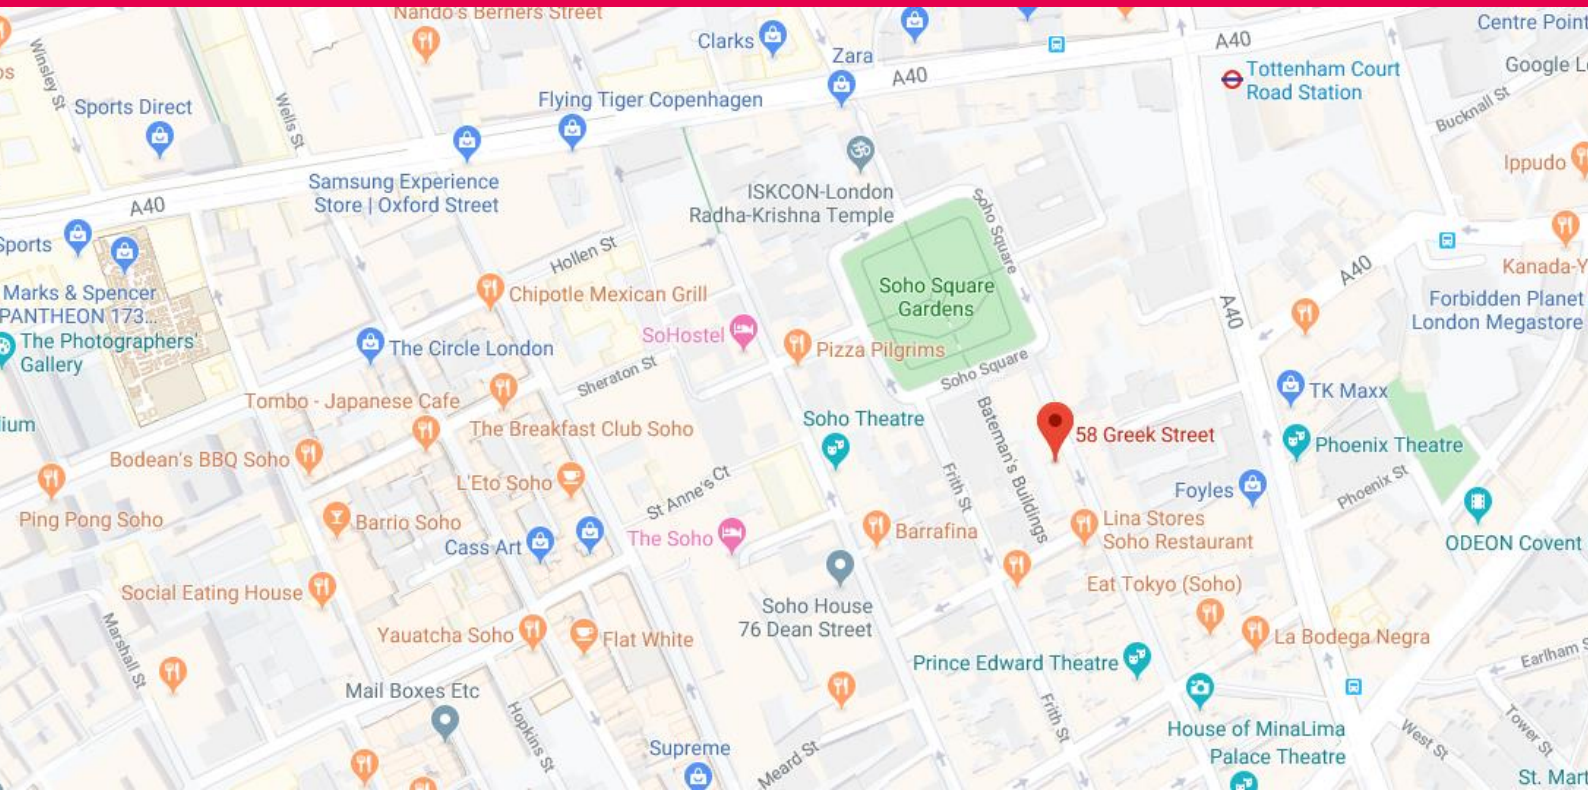 Nando's Berners Street
Centre Point
Clarks
A40
Zara
Google L
Winsley St
Tottenham Court
Road Station
A40
Bucknall St
Sports Direct
Wells St
Flying Tiger Copenhagen
Ippudo
Samsung Experience
Store | Oxford Street
ISKCON-London
Radha-Krishna Temple
A40
Soho Square
Sports
Hollen St
Kanada-Y
A40
Marks & Spencer
PANTHEON 173...
Chipotle Mexican Grill
Soho Square
Gardens
A40
Forbidden Planet
London Megastore
The Photographers'
Gallery
SoHostel
The Circle London
Pizza Pilgrims
Soho Square
Sheraton St
TK Maxx
Tombo - Japanese Cafe
Soho Theatre
The Breakfast Club Soho
Bateman's Buildings
58 Greek Street
Phoenix Theatre
Bodean's BBQ Soho
L'Eto Soho
St Anne's Ct
Frith St
Foyles
Phoenix St
Ping Pong Soho
Barrio Soho
Cass Art
The Soho
Barrafina
Lina Stores
Soho Restaurant
ODEON Covent
Social Eating House
Eat Tokyo (Soho)
Soho House
76 Dean Street
Marshall St
Yauatcha Soho
Flat White
La Bodega Negra
Prince Edward Theatre
Earlham S
Mail Boxes Etc
Hopkins St
Frith St
House of MinaLima
Palace Theatre
West St
Tower St
Supreme
Meard St
St. Mart